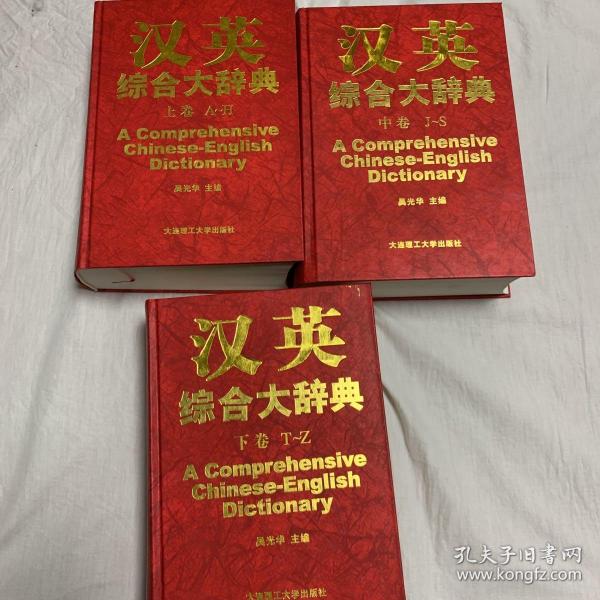 汉英
综合大辞典
上卷 A~H
A Comprehensive
Chinese-English
Dictionary
吴光华 主编
大连理工大学出版社
汉英
综合大辞典
中卷 J~S
A Comprehensive
Chinese-English
Dictionary
吴光华 主编
大连理工大学出版社
汉英
综合大辞典
下卷 T~Z
A Comprehensive
Chinese-English
Dictionary
吴光华 主编
大连理工大学出版社
孔夫子旧书网
www.kongfz.com